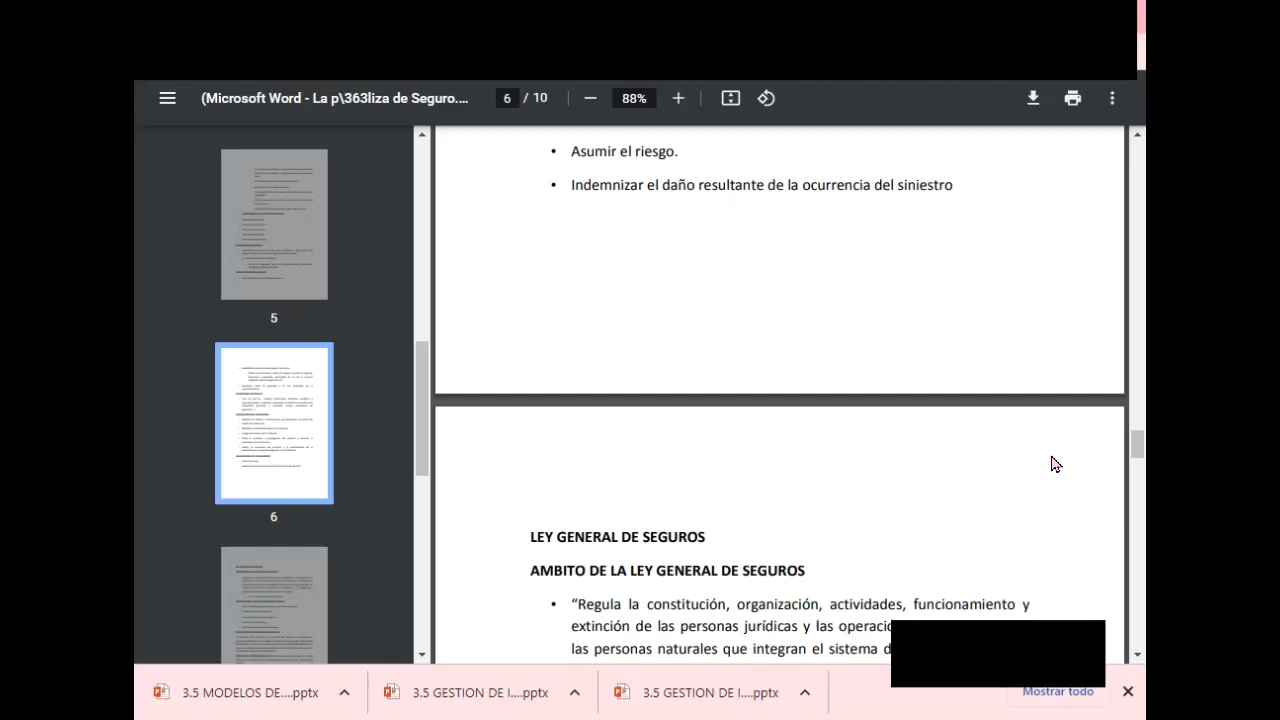 (Microsoft Word - La p\363liza de Seguro.... 6 / 10 88%
• Asumir el riesgo.
• Indemnizar el daño resultante de la ocurrencia del siniestro
5
6
LEY GENERAL DE SEGUROS
AMBITO DE LA LEY GENERAL DE SEGUROS
• “Regula la constitución, organización, actividades, funcionamiento y
extinción de las personas jurídicas y las
las personas naturales que integran el sistema
3.5 MODELOS DE....pptx 3.5 GESTION DE I....pptx 3.5 GESTION DE I....pptx Mostrar todo